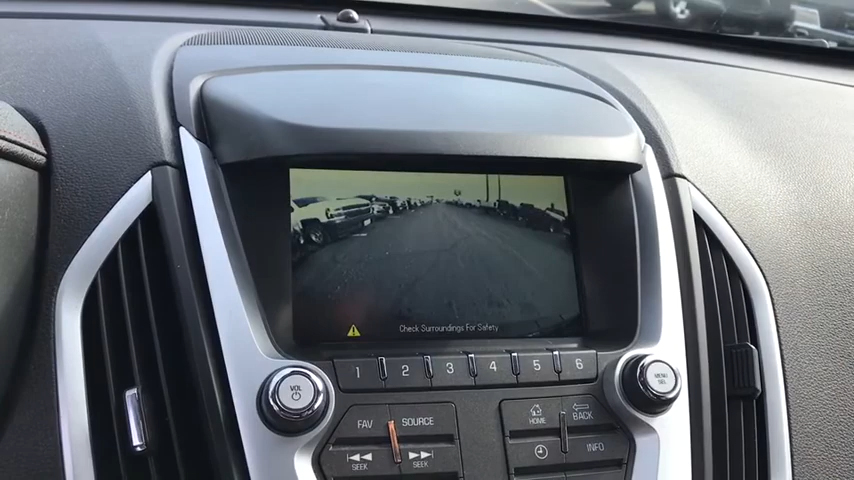 Check Surroundings For Safety
1 2 3 4 5 6
VOL
MENU
SEL
FAV SOURCE
HOME BACK
SEEK SEEK
INFO